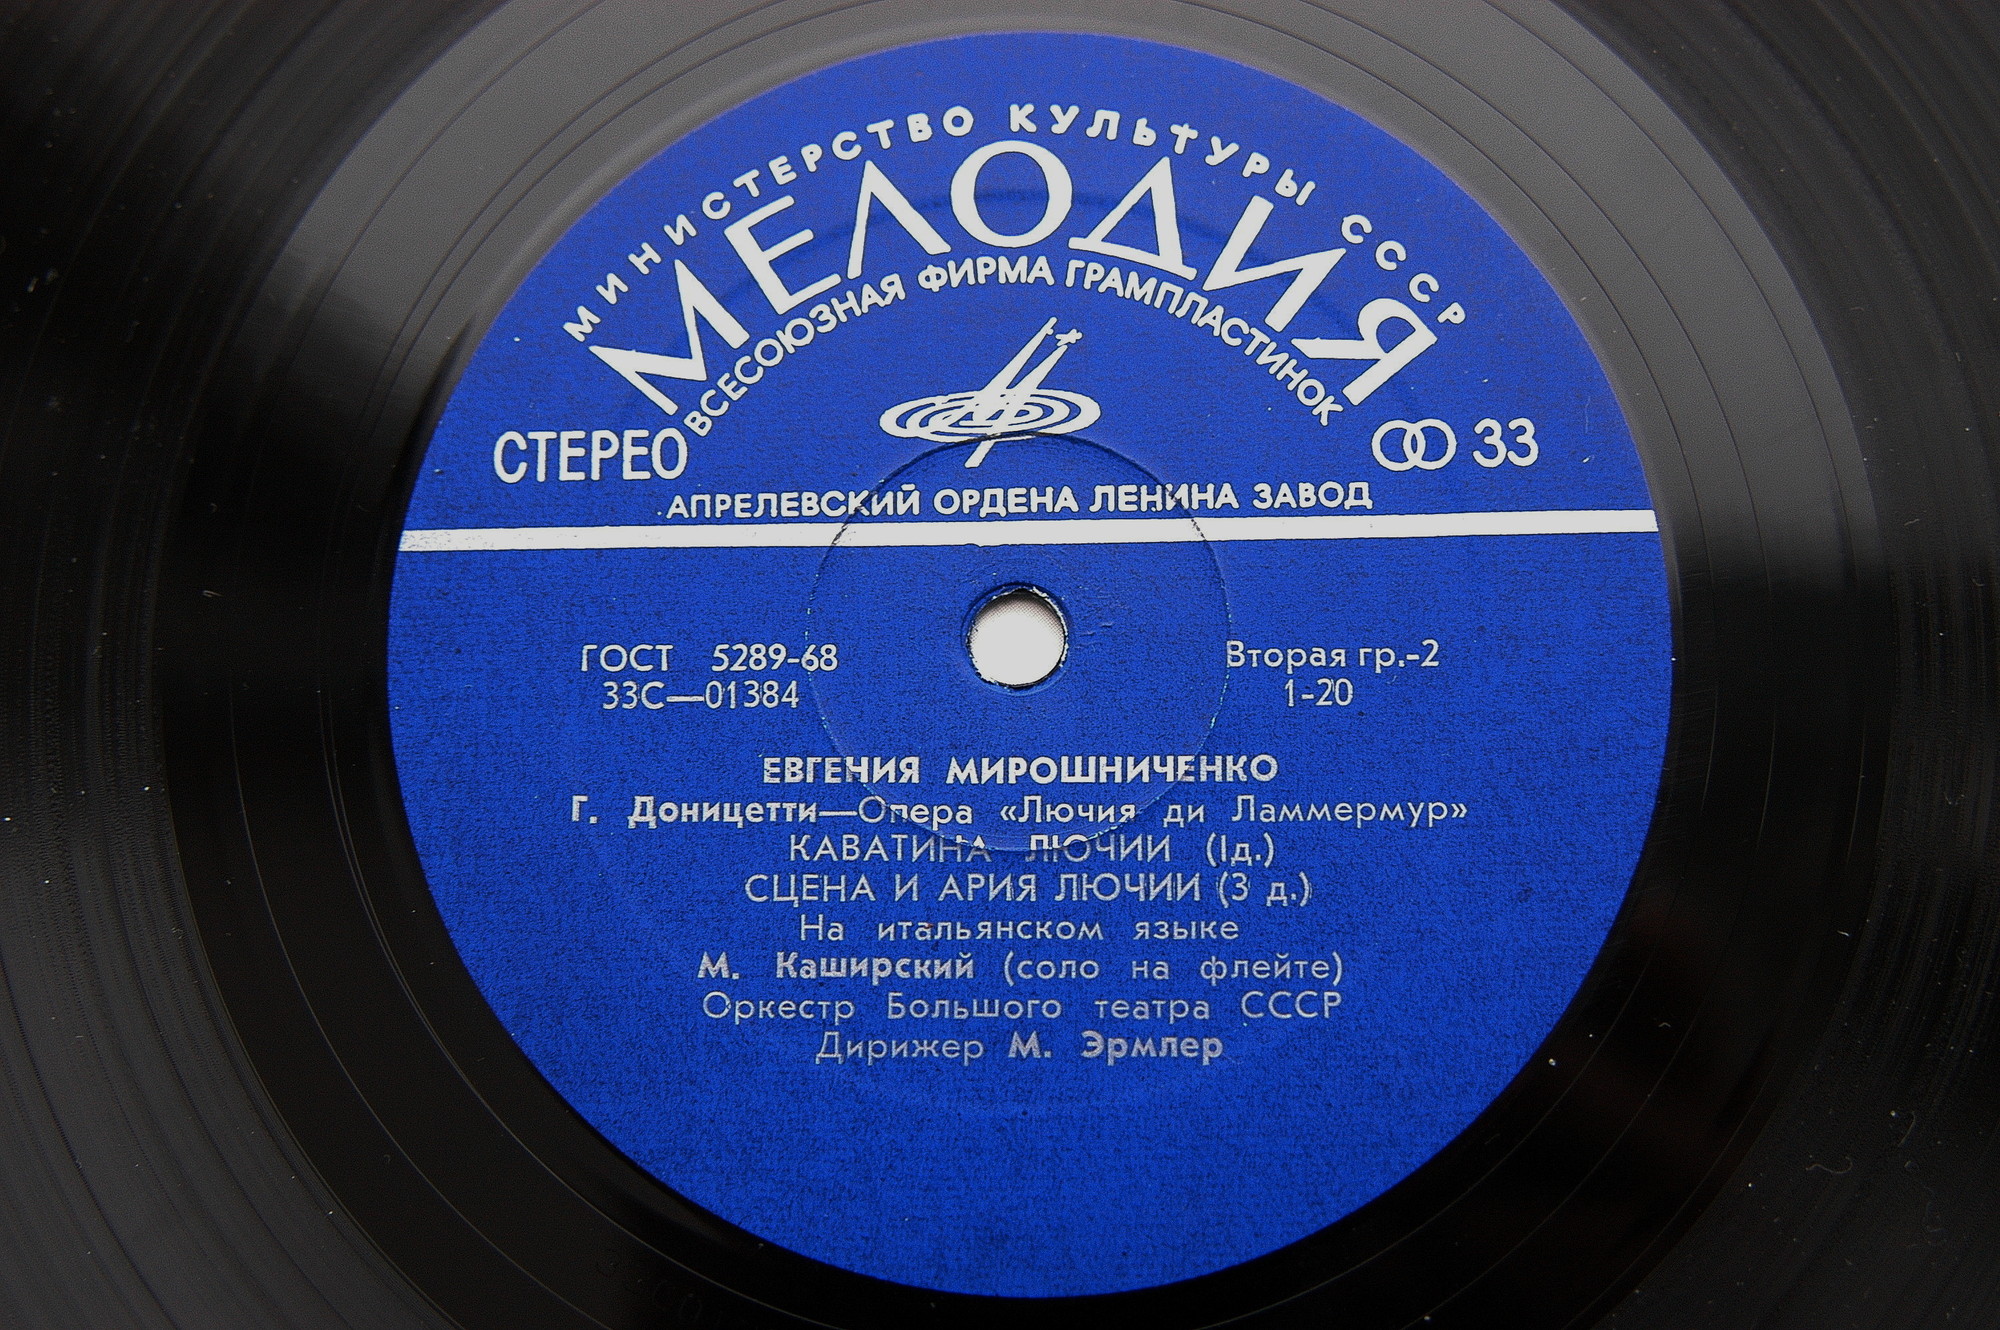 МИНИСТЕРСТВО КУЛЬТУРЫ СССР
МЕЛОДИЯ
ВСЕСОЮЗНАЯ ФИРМА ГРАМПЛАСТИНОК
СТЕРЕО
33
АПРЕЛЕВСКИЙ ОРДЕНА ЛЕНИНА ЗАВОД
ГОСТ 5289-68
Вторая гр.-2
33С—01384
1-20
ЕВГЕНИЯ МИРОШНИЧЕНКО
Г. Доницетти—Опера «Лючия ди Ламмермур»
КАВАТИНА ЛЮЧИИ (Iд.)
СЦЕНА И АРИЯ ЛЮЧИИ (3 д.)
На итальянском языке
М. Каширский (соло на флейте)
Оркестр Большого театра СССР
Дирижер М. Эрмлер